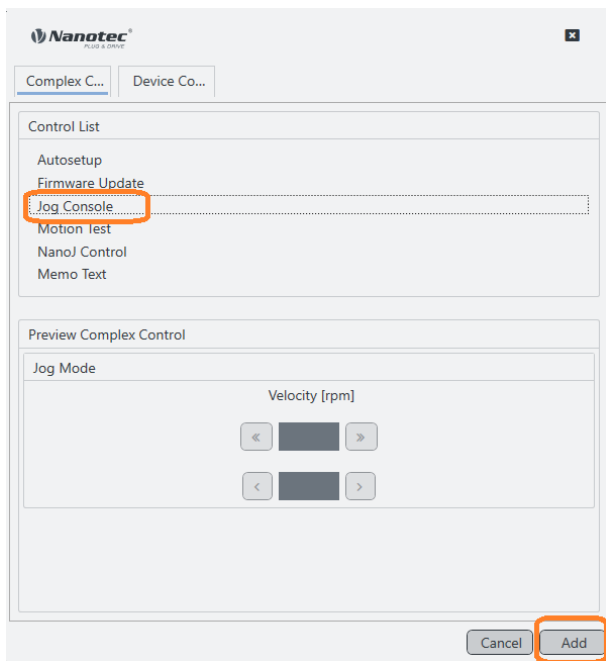 Nanotec®
PLUG & DRIVE
Complex C... Device Co...
Control List
Autosetup
Firmware Update
Jog Console
Motion Test
NanoJ Control
Memo Text
Preview Complex Control
Jog Mode
Velocity [rpm]
« »
< >
Cancel Add